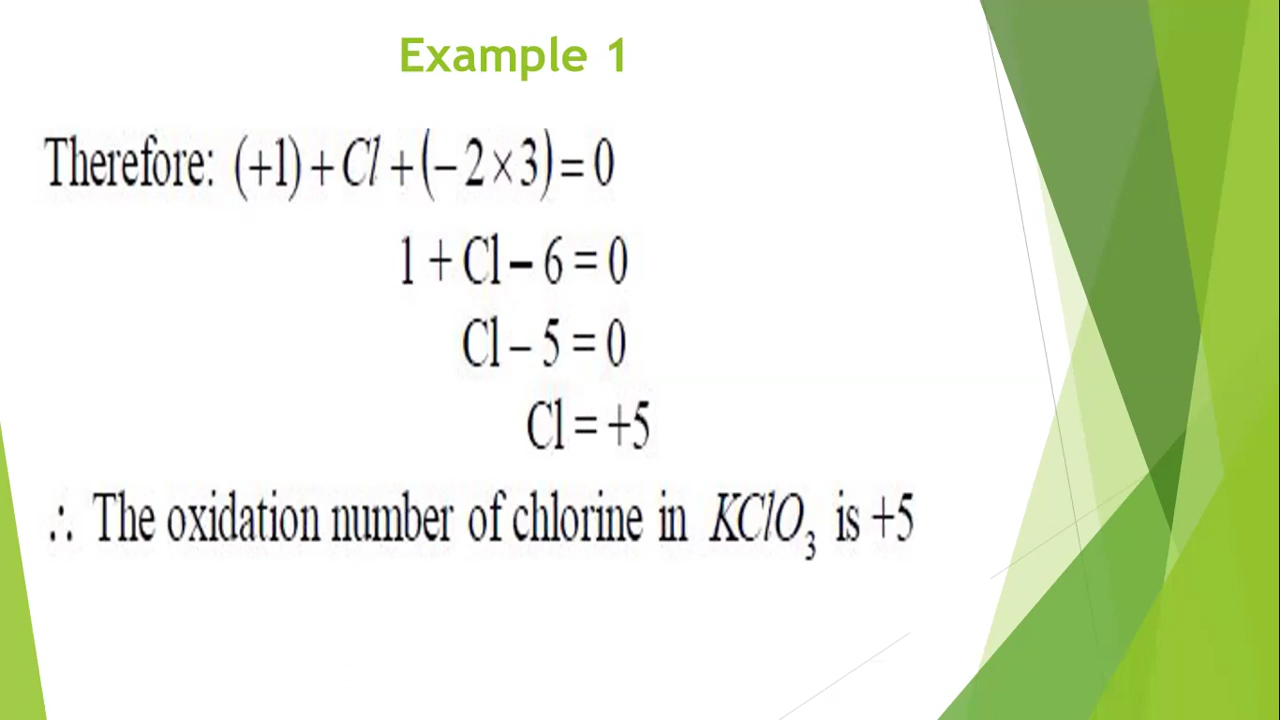 Example 1
Therefore: (+1) + Cl + (−2×3) = 0
1 + Cl − 6 = 0
Cl − 5 = 0
Cl = +5
∴ The oxidation number of chlorine in KClO₃ is +5